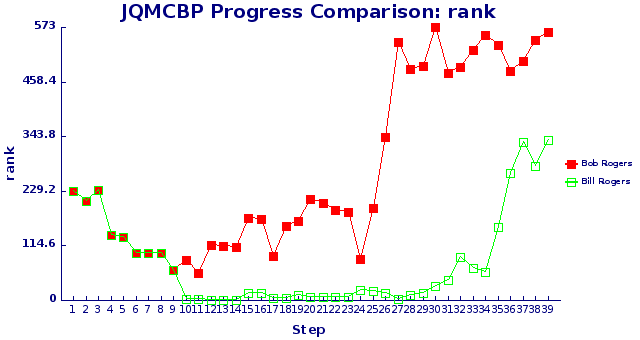 JQMCBP Progress Comparison: rank
573
458.4
343.8
229.2
114.6
0
rank
1 2 3 4 5 6 7 8 9 10 11 12 13 14 15 16 17 18 19 20 21 22 23 24 25 26 27 28 29 30 31 32 33 34 35 36 37 38 39
Step
Bob Rogers
Bill Rogers